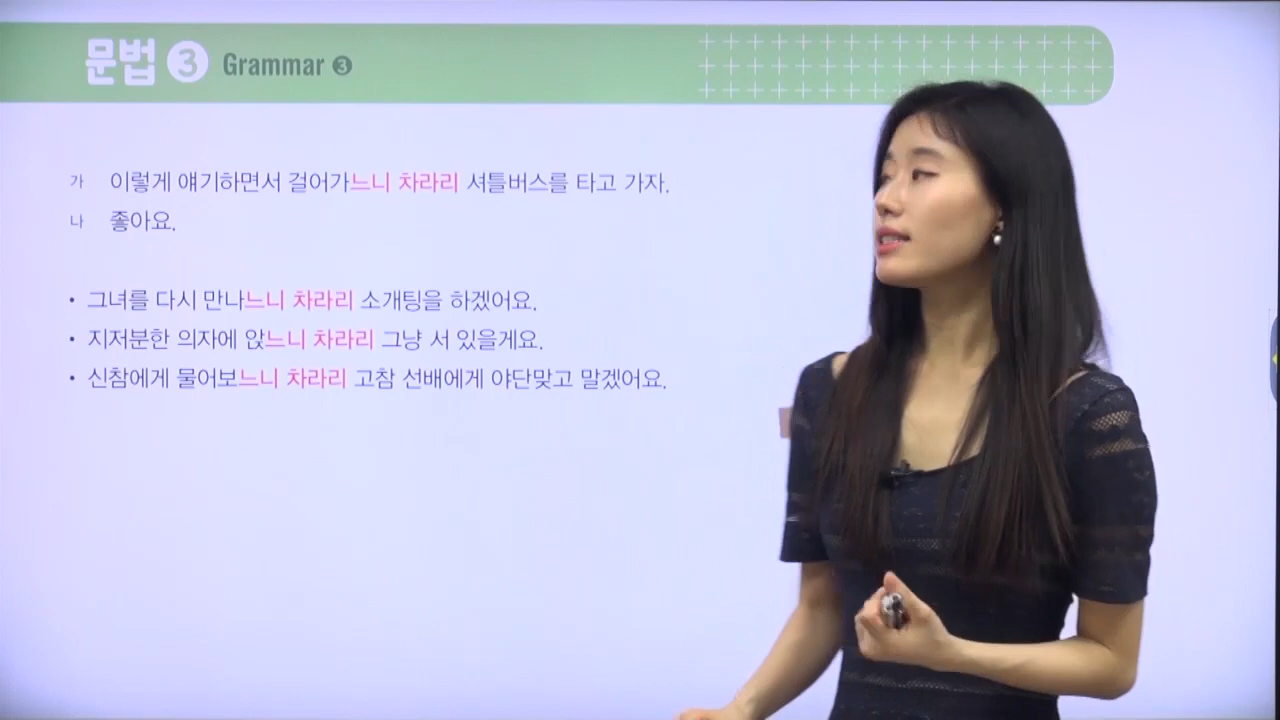 문법 3 Grammar 3
가 이렇게 얘기하면서 걸어가느니 차라리 셔틀버스를 타고 가자.
나 좋아요.
• 그녀를 다시 만나느니 차라리 소개팅을 하겠어요.
• 지저분한 의자에 앉느니 차라리 그냥 서 있을게요.
• 신참에게 물어보느니 차라리 고참 선배에게 야단맞고 말겠어요.